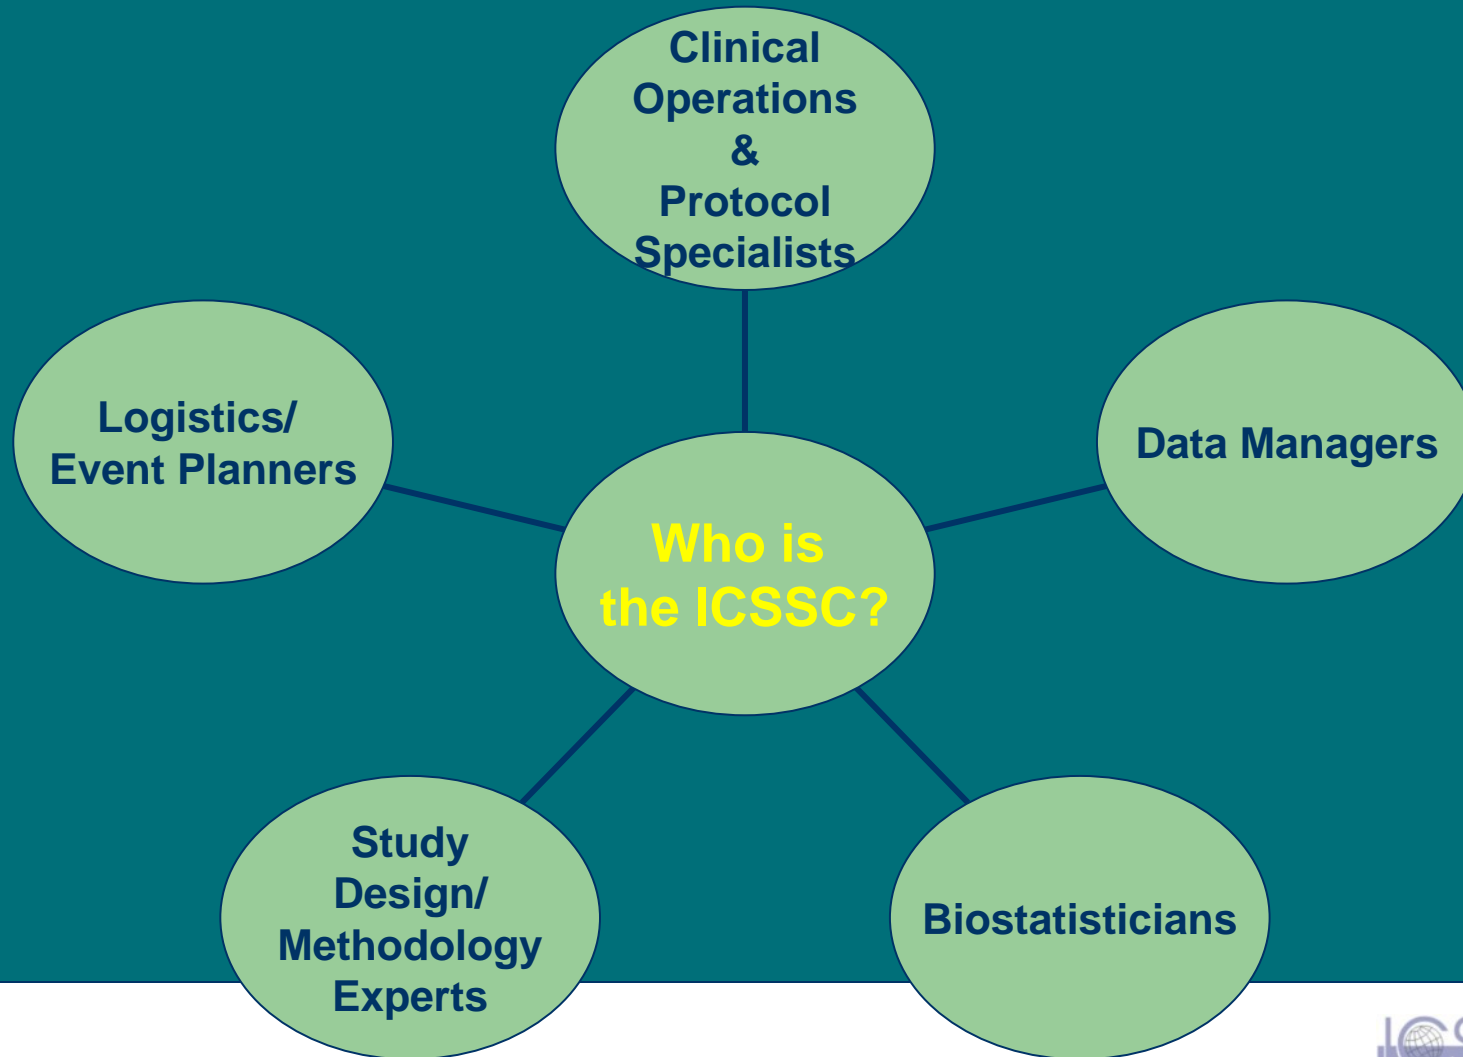 Clinical
Operations
&
Protocol
Specialists
Logistics/
Event Planners
Data Managers
Who is
the ICSSC?
Study
Design/
Methodology
Experts
Biostatisticians